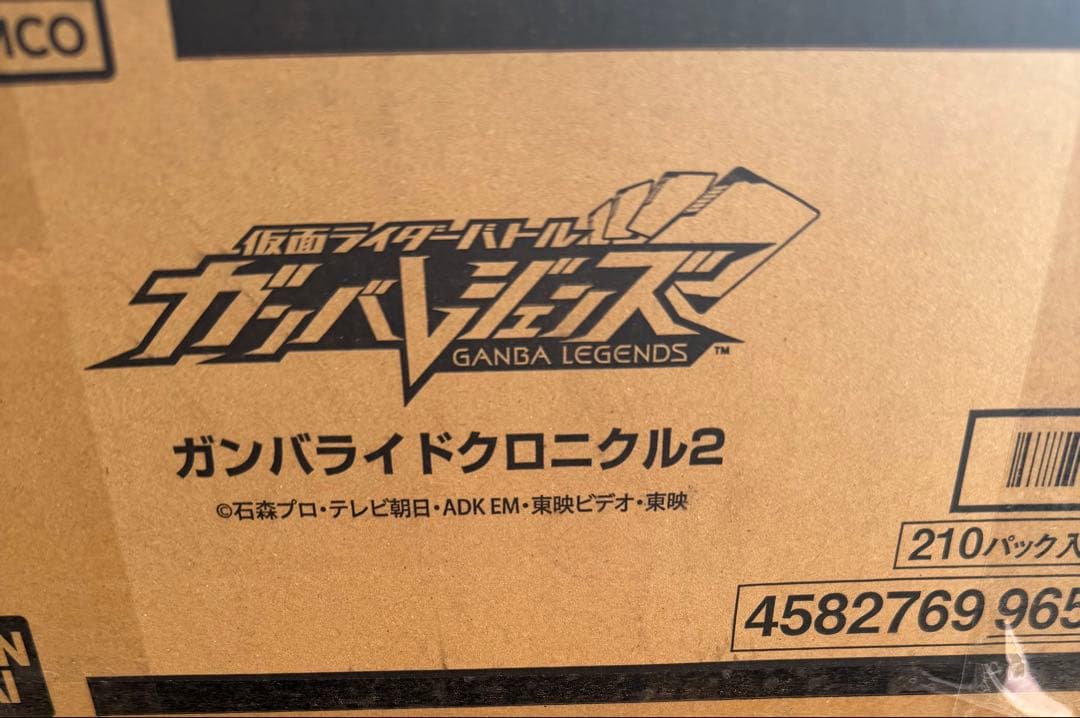 MCO
仮面ライダーバトル
ガンバレジェンズ
GANBA LEGENDS ™
ガンバライドクロニクル2
©石森プロ・テレビ朝日・ADK EM・東映ビデオ・東映
210パック入
4582769 965
N
AI